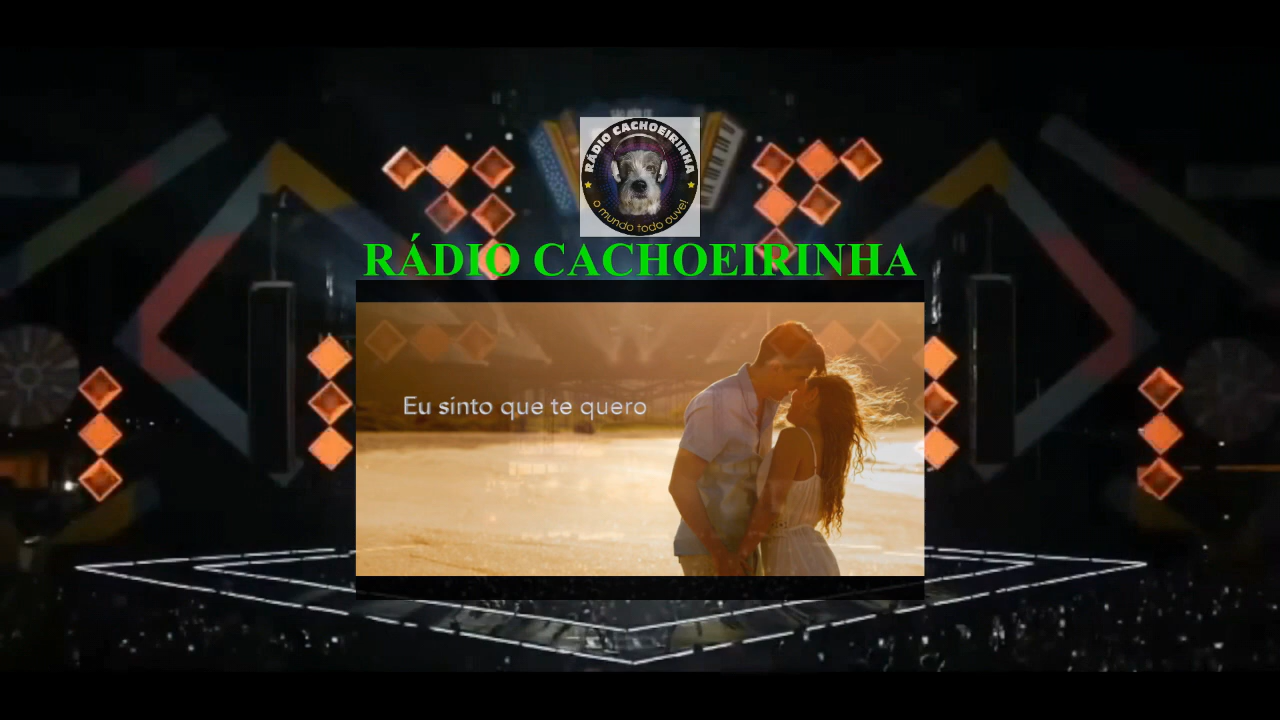 RÁDIO CACHOEIRINHA
o mundo todo ouve!
RÁDIO CACHOEIRINHA
Eu sinto que te quero